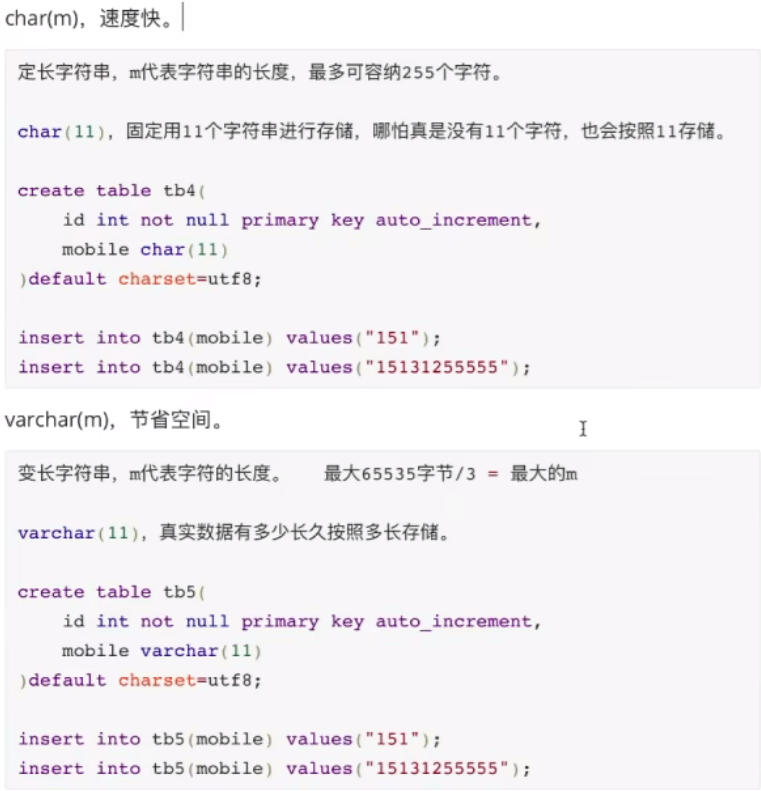 char(m)，速度快。
定长字符串，m代表字符串的长度，最多可容纳255个字符。
char(11)，固定用11个字符串进行存储，哪怕真是没有11个字符，也会按照11存储。
create table tb4(
    id int not null primary key auto_increment,
    mobile char(11)
)default charset=utf8;
insert into tb4(mobile) values("151");
insert into tb4(mobile) values("15131255555");
varchar(m)，节省空间。
变长字符串，m代表字符的长度。   最大65535字节/3 = 最大的m
varchar(11)，真实数据有多少长久按照多长存储。
create table tb5(
    id int not null primary key auto_increment,
    mobile varchar(11)
)default charset=utf8;
insert into tb5(mobile) values("151");
insert into tb5(mobile) values("15131255555");